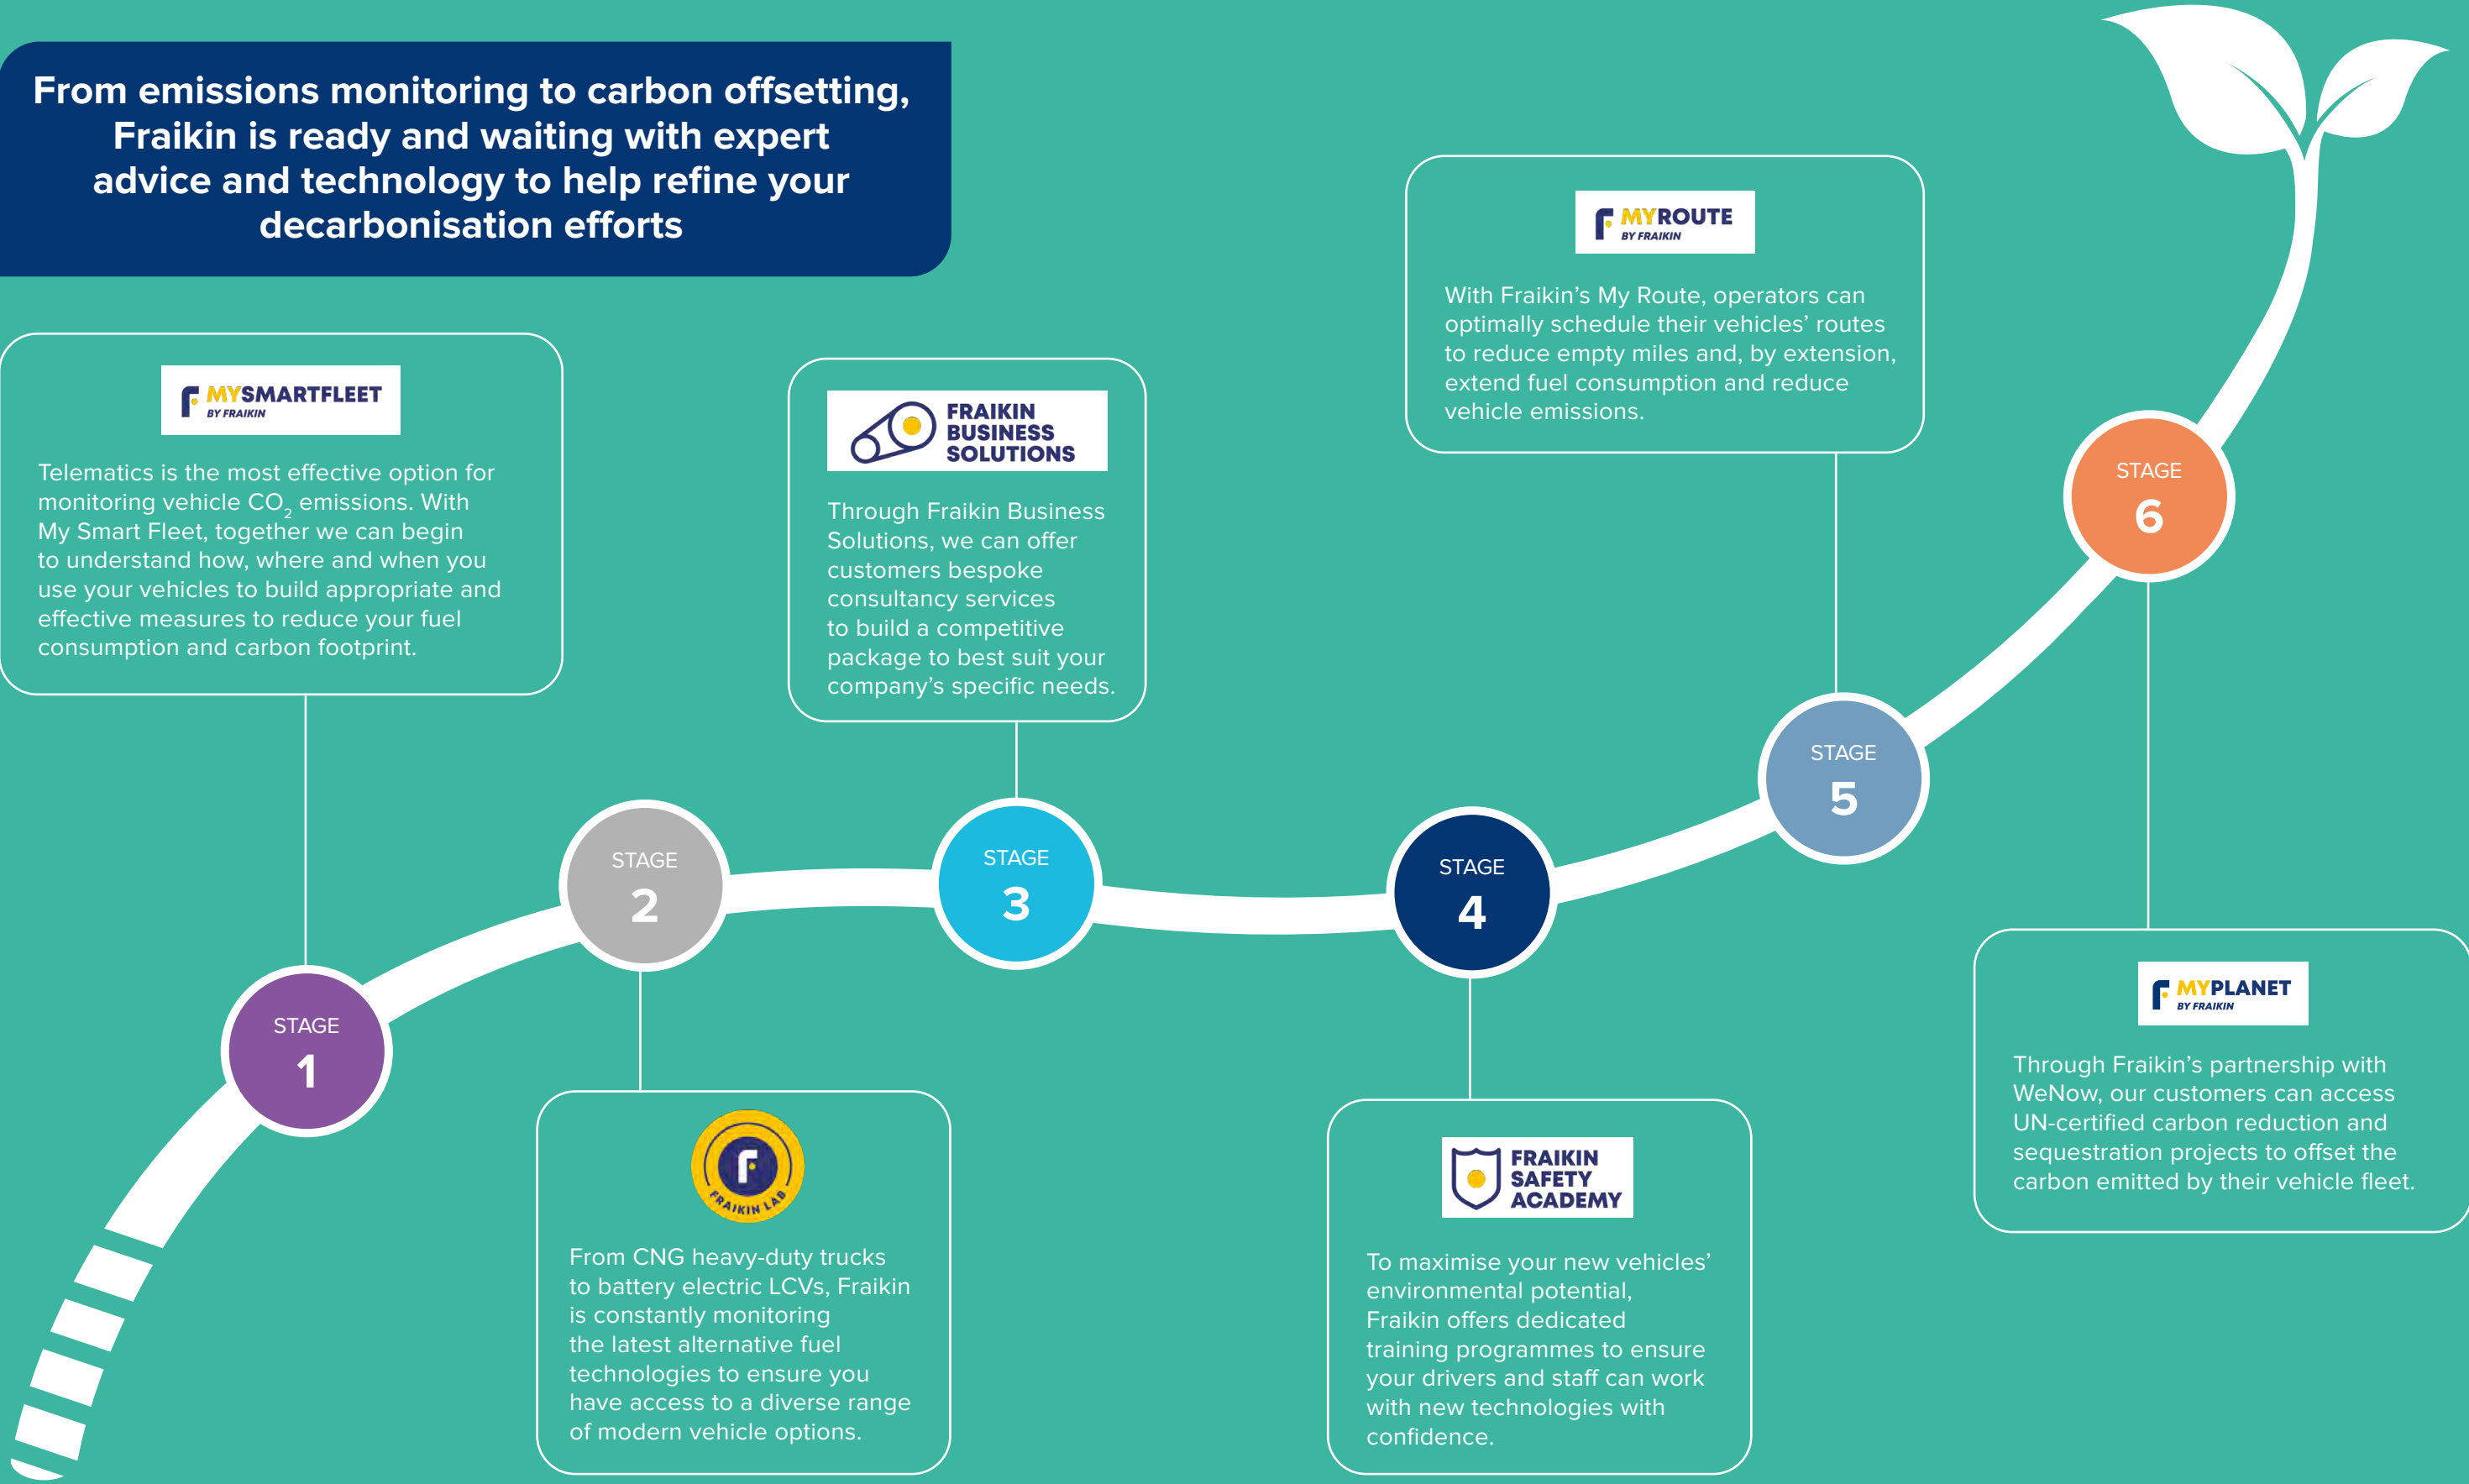 From emissions monitoring to carbon offsetting,
Fraikin is ready and waiting with expert
advice and technology to help refine your
decarbonisation efforts
MYSMARTFLEET
BY FRAIKIN
Telematics is the most effective option for
monitoring vehicle CO₂ emissions. With
My Smart Fleet, together we can begin
to understand how, where and when you
use your vehicles to build appropriate and
effective measures to reduce your fuel
consumption and carbon footprint.
STAGE
1
STAGE
2
FRAIKIN LAB
From CNG heavy-duty trucks
to battery electric LCVs, Fraikin
is constantly monitoring
the latest alternative fuel
technologies to ensure you
have access to a diverse range
of modern vehicle options.
FRAIKIN
BUSINESS
SOLUTIONS
Through Fraikin Business
Solutions, we can offer
customers bespoke
consultancy services
to build a competitive
package to best suit your
company's specific needs.
STAGE
3
STAGE
4
FRAIKIN
SAFETY
ACADEMY
To maximise your new vehicles'
environmental potential,
Fraikin offers dedicated
training programmes to ensure
your drivers and staff can work
with new technologies with
confidence.
MYROUTE
BY FRAIKIN
With Fraikin's My Route, operators can
optimally schedule their vehicles' routes
to reduce empty miles and, by extension,
extend fuel consumption and reduce
vehicle emissions.
STAGE
5
STAGE
6
MYPLANET
BY FRAIKIN
Through Fraikin's partnership with
WeNow, our customers can access
UN-certified carbon reduction and
sequestration projects to offset the
carbon emitted by their vehicle fleet.